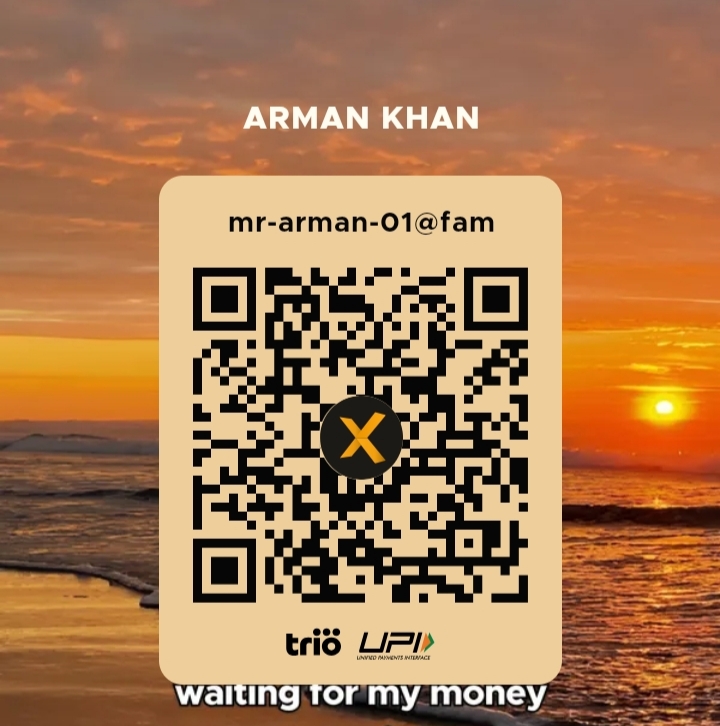 ARMAN KHAN
mr-arman-01@fam
X
triö UPI
UNIFIED PAYMENTS INTERFACE
waiting for my money